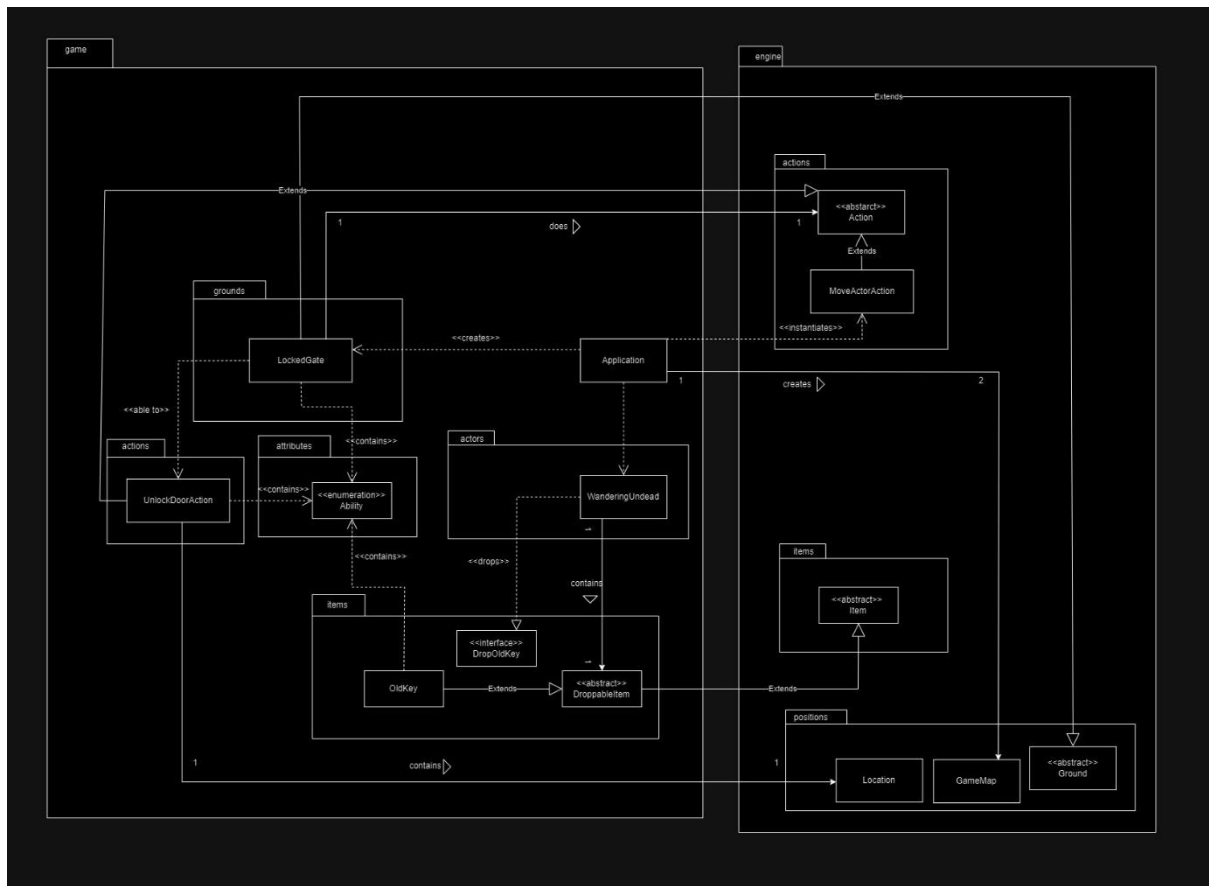 game
engine
Extends
actions
Extends
<<abstarct>>
Action
1
does
1
Extends
grounds
MoveActorAction
<<creates>>
<<instantiates>>
LockedGate
Application
1
creates
2
<<able to>>
actions
attributes
<<contains>>
actors
UnlockDoorAction
<<contains>>
<<enumeration>>
Ability
WanderingUndead
1
<<contains>>
<<drops>>
contains
items
items
<<abstract>>
Item
<<interface>>
DropOldKey
1
OldKey
Extends
<<abstract>>
DroppableItem
Extends
positions
1
contains
1
Location
GameMap
<<abstract>>
Ground